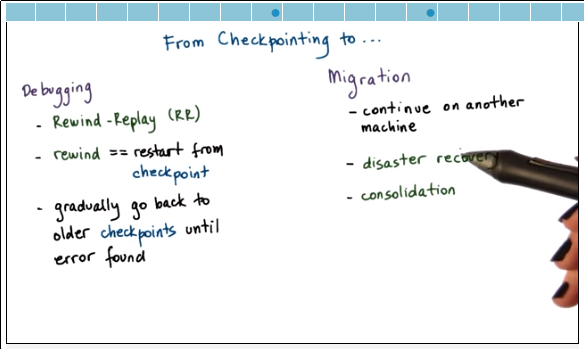 From Checkpointing to ...
Debugging
- Rewind-Replay (RR)
- rewind == restart from
checkpoint
- gradually go back to
older checkpoints until
error found
Migration
- continue on another
machine
- disaster recovery
- consolidation